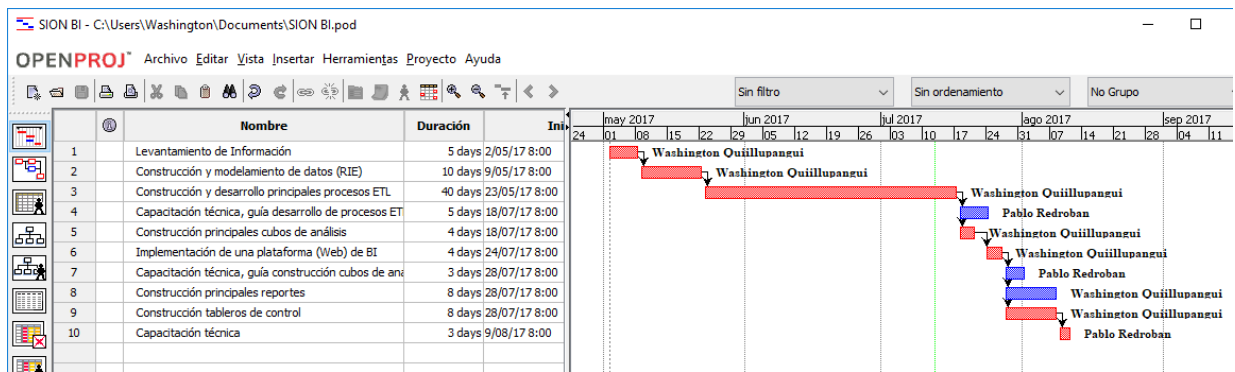 SION BI - C:\Users\Washington\Documents\SION BI.pod
OPENPROJ™ Archivo Editar Vista Insertar Herramientas Proyecto Ayuda
Sin filtro Sin ordenamiento No Grupo
Nombre Duración Ini
may 2017 jun 2017 jul 2017 ago 2017 sep 2017
24 01 08 15 22 29 05 12 19 26 03 10 17 24 31 07 14 21 28 04 11
1 Levantamiento de Información 5 days 2/05/17 8:00 Washington Quiillupangui
2 Construcción y modelamiento de datos (RIE) 10 days 9/05/17 8:00 Washington Quiillupangui
3 Construcción y desarrollo principales procesos ETL 40 days 23/05/17 8:00 Washington Quiillupangui
4 Capacitación técnica, guía desarrollo de procesos ET 5 days 18/07/17 8:00 Pablo Redroban
5 Construcción principales cubos de análisis 4 days 18/07/17 8:00 Washington Quiillupangui
6 Implementación de una plataforma (Web) de BI 4 days 24/07/17 8:00 Washington Quiillupangui
7 Capacitación técnica, guía construcción cubos de aná 3 days 28/07/17 8:00 Pablo Redroban
8 Construcción principales reportes 8 days 28/07/17 8:00 Washington Quiillupangui
9 Construcción tableros de control 8 days 28/07/17 8:00 Washington Quiillupangui
10 Capacitación técnica 3 days 9/08/17 8:00 Pablo Redroban